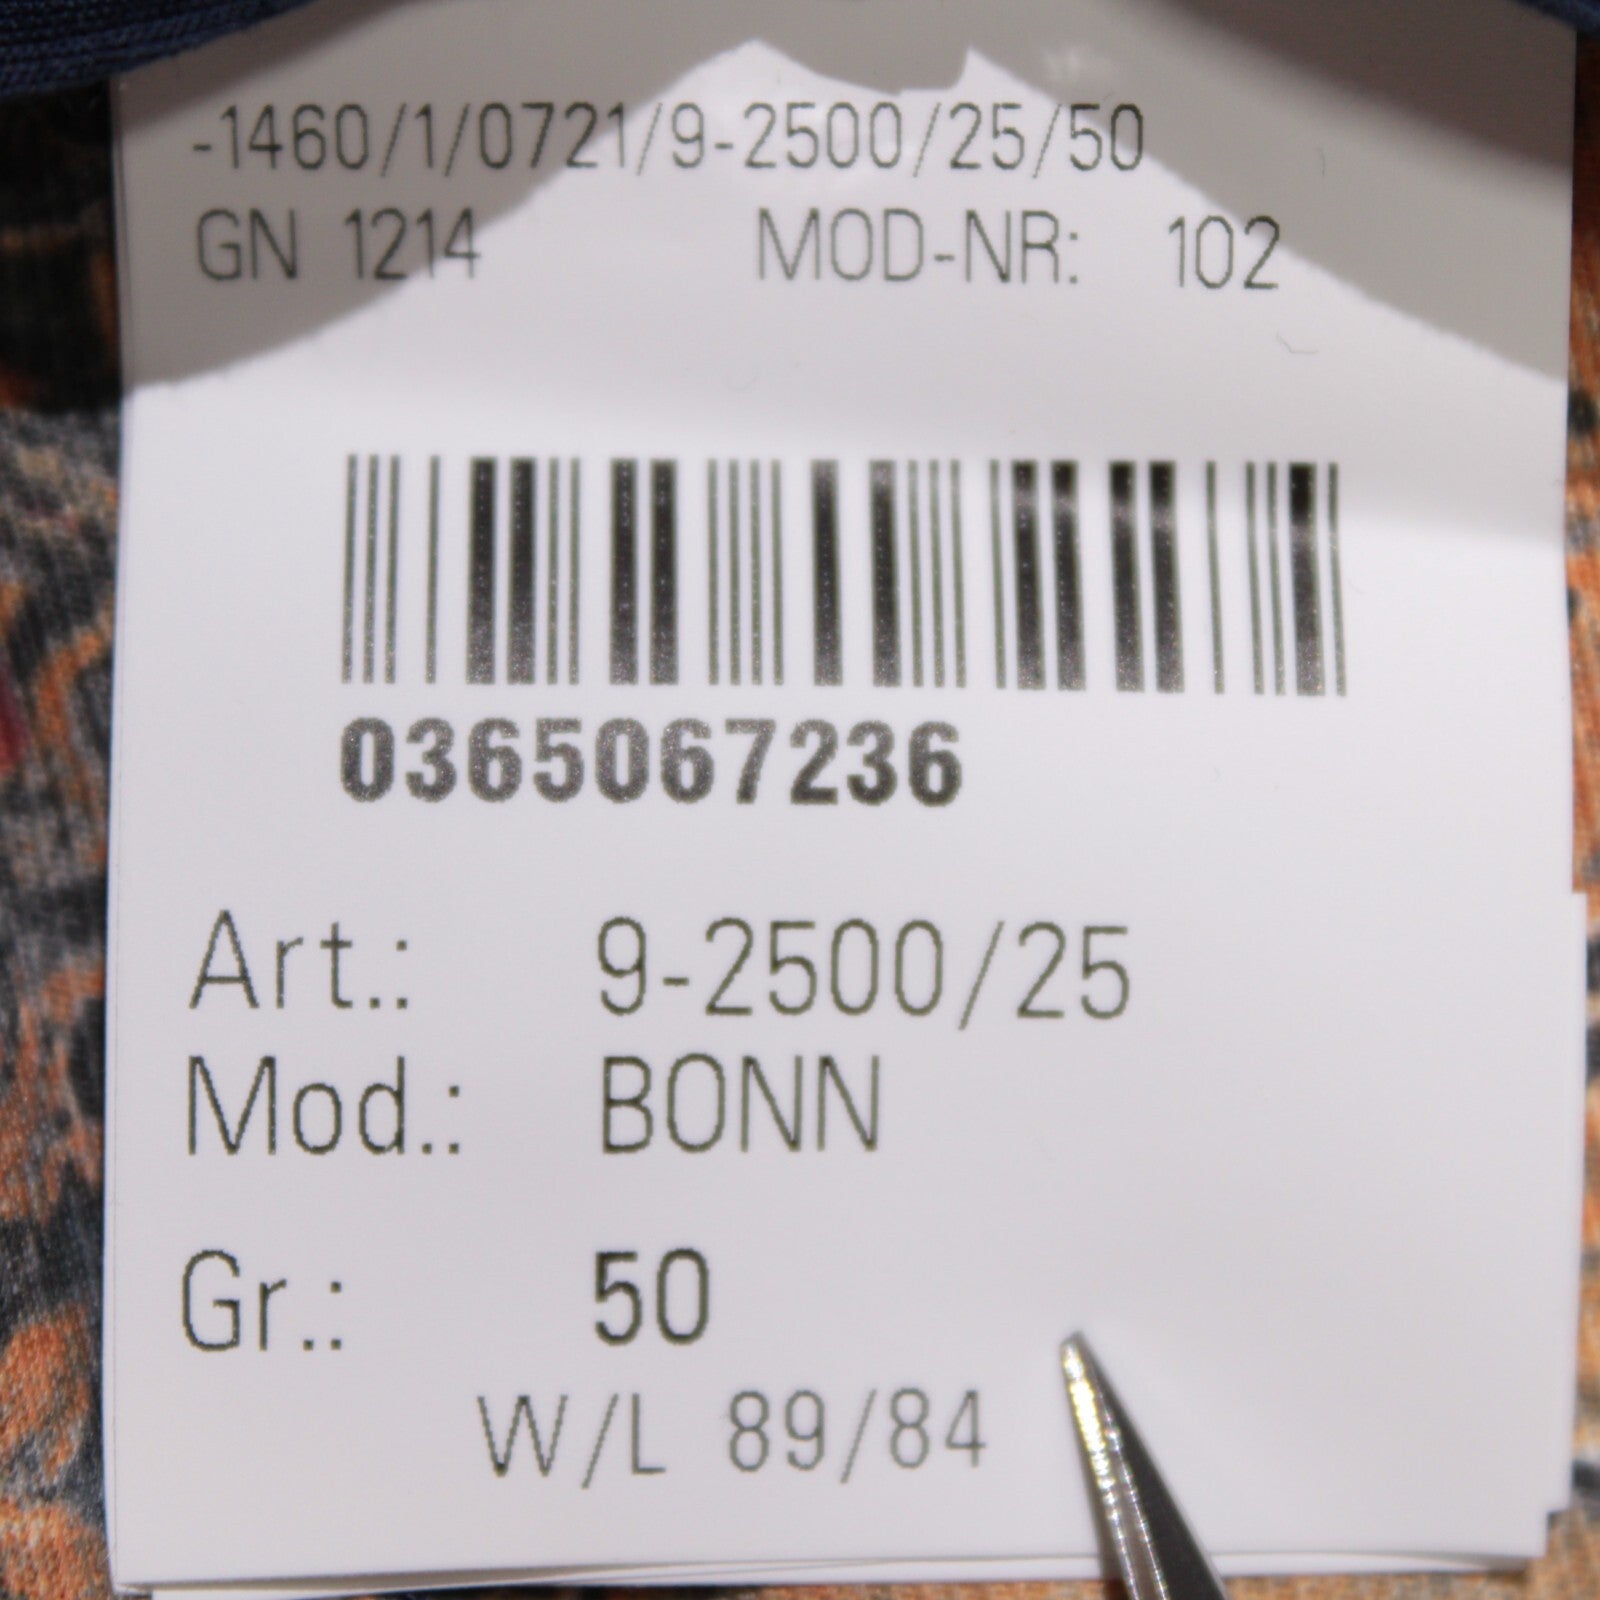 -1460/1/0721/9-2500/25/50
GN 1214 MOD-NR: 102
0365067236
Art.: 9-2500/25
Mod.: BONN
Gr.: 50
W/L 89/84